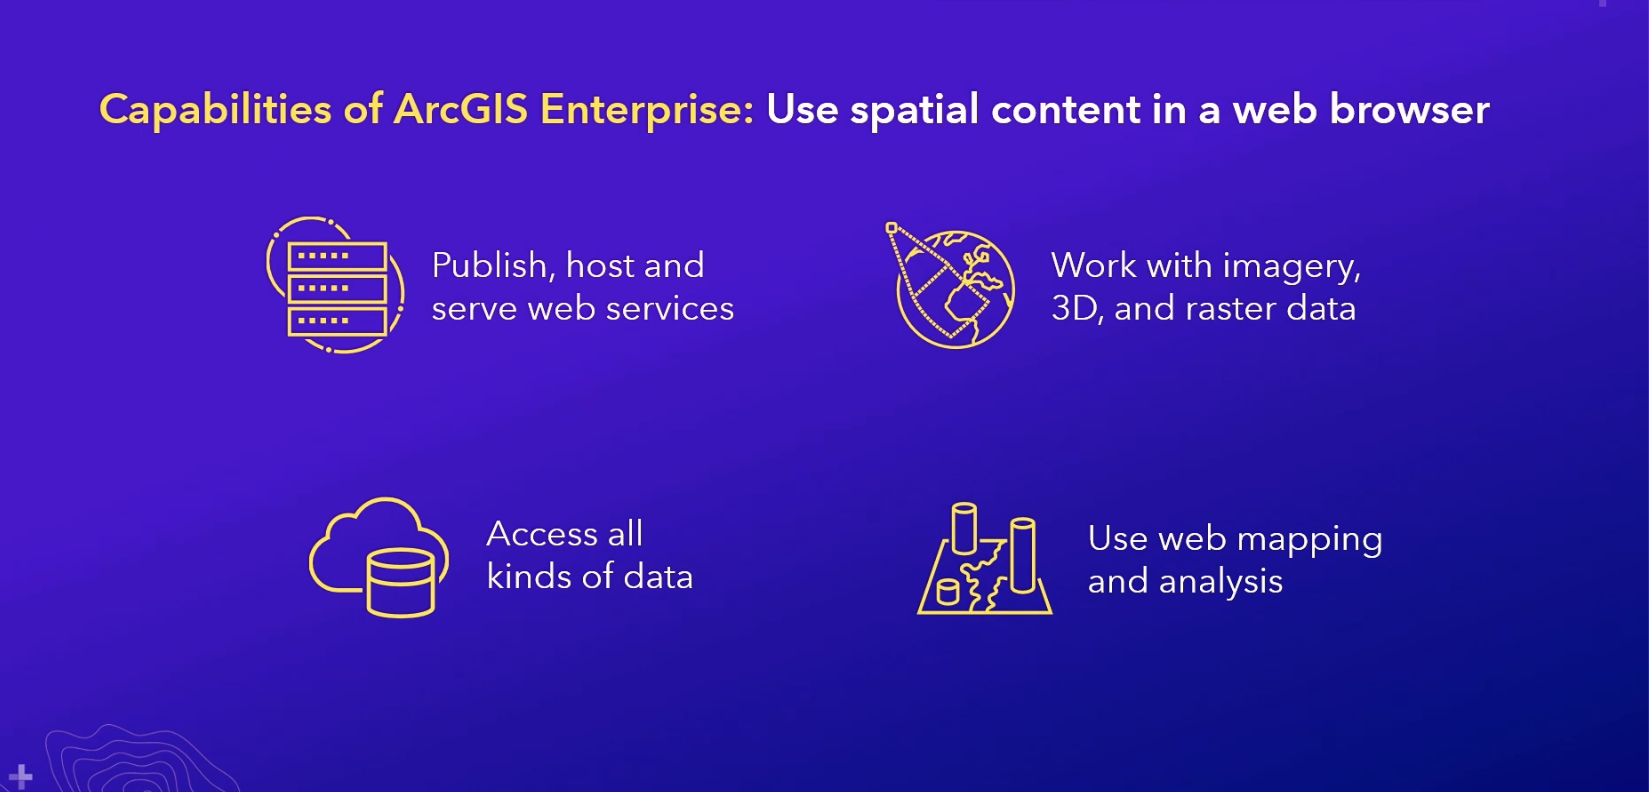 Capabilities of ArcGIS Enterprise: Use spatial content in a web browser
Publish, host and
serve web services
Work with imagery,
3D, and raster data
Access all
kinds of data
Use web mapping
and analysis